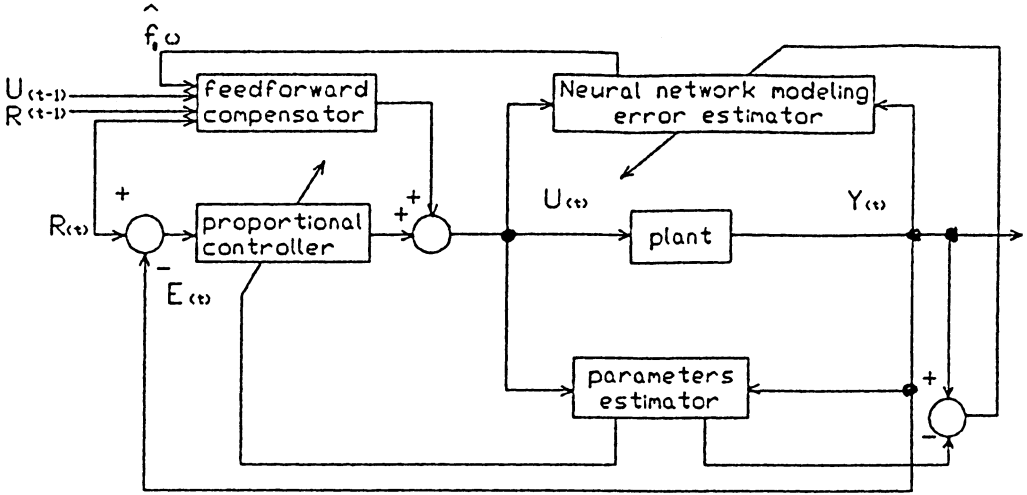 f̂, ω
U(t-1)
R(t-1)
feedforward
compensator
Neural network modeling
error estimator
+
R(t)
proportional
controller
+
+
U(t)
plant
Y(t)
−
E(t)
parameters
estimator
+
−